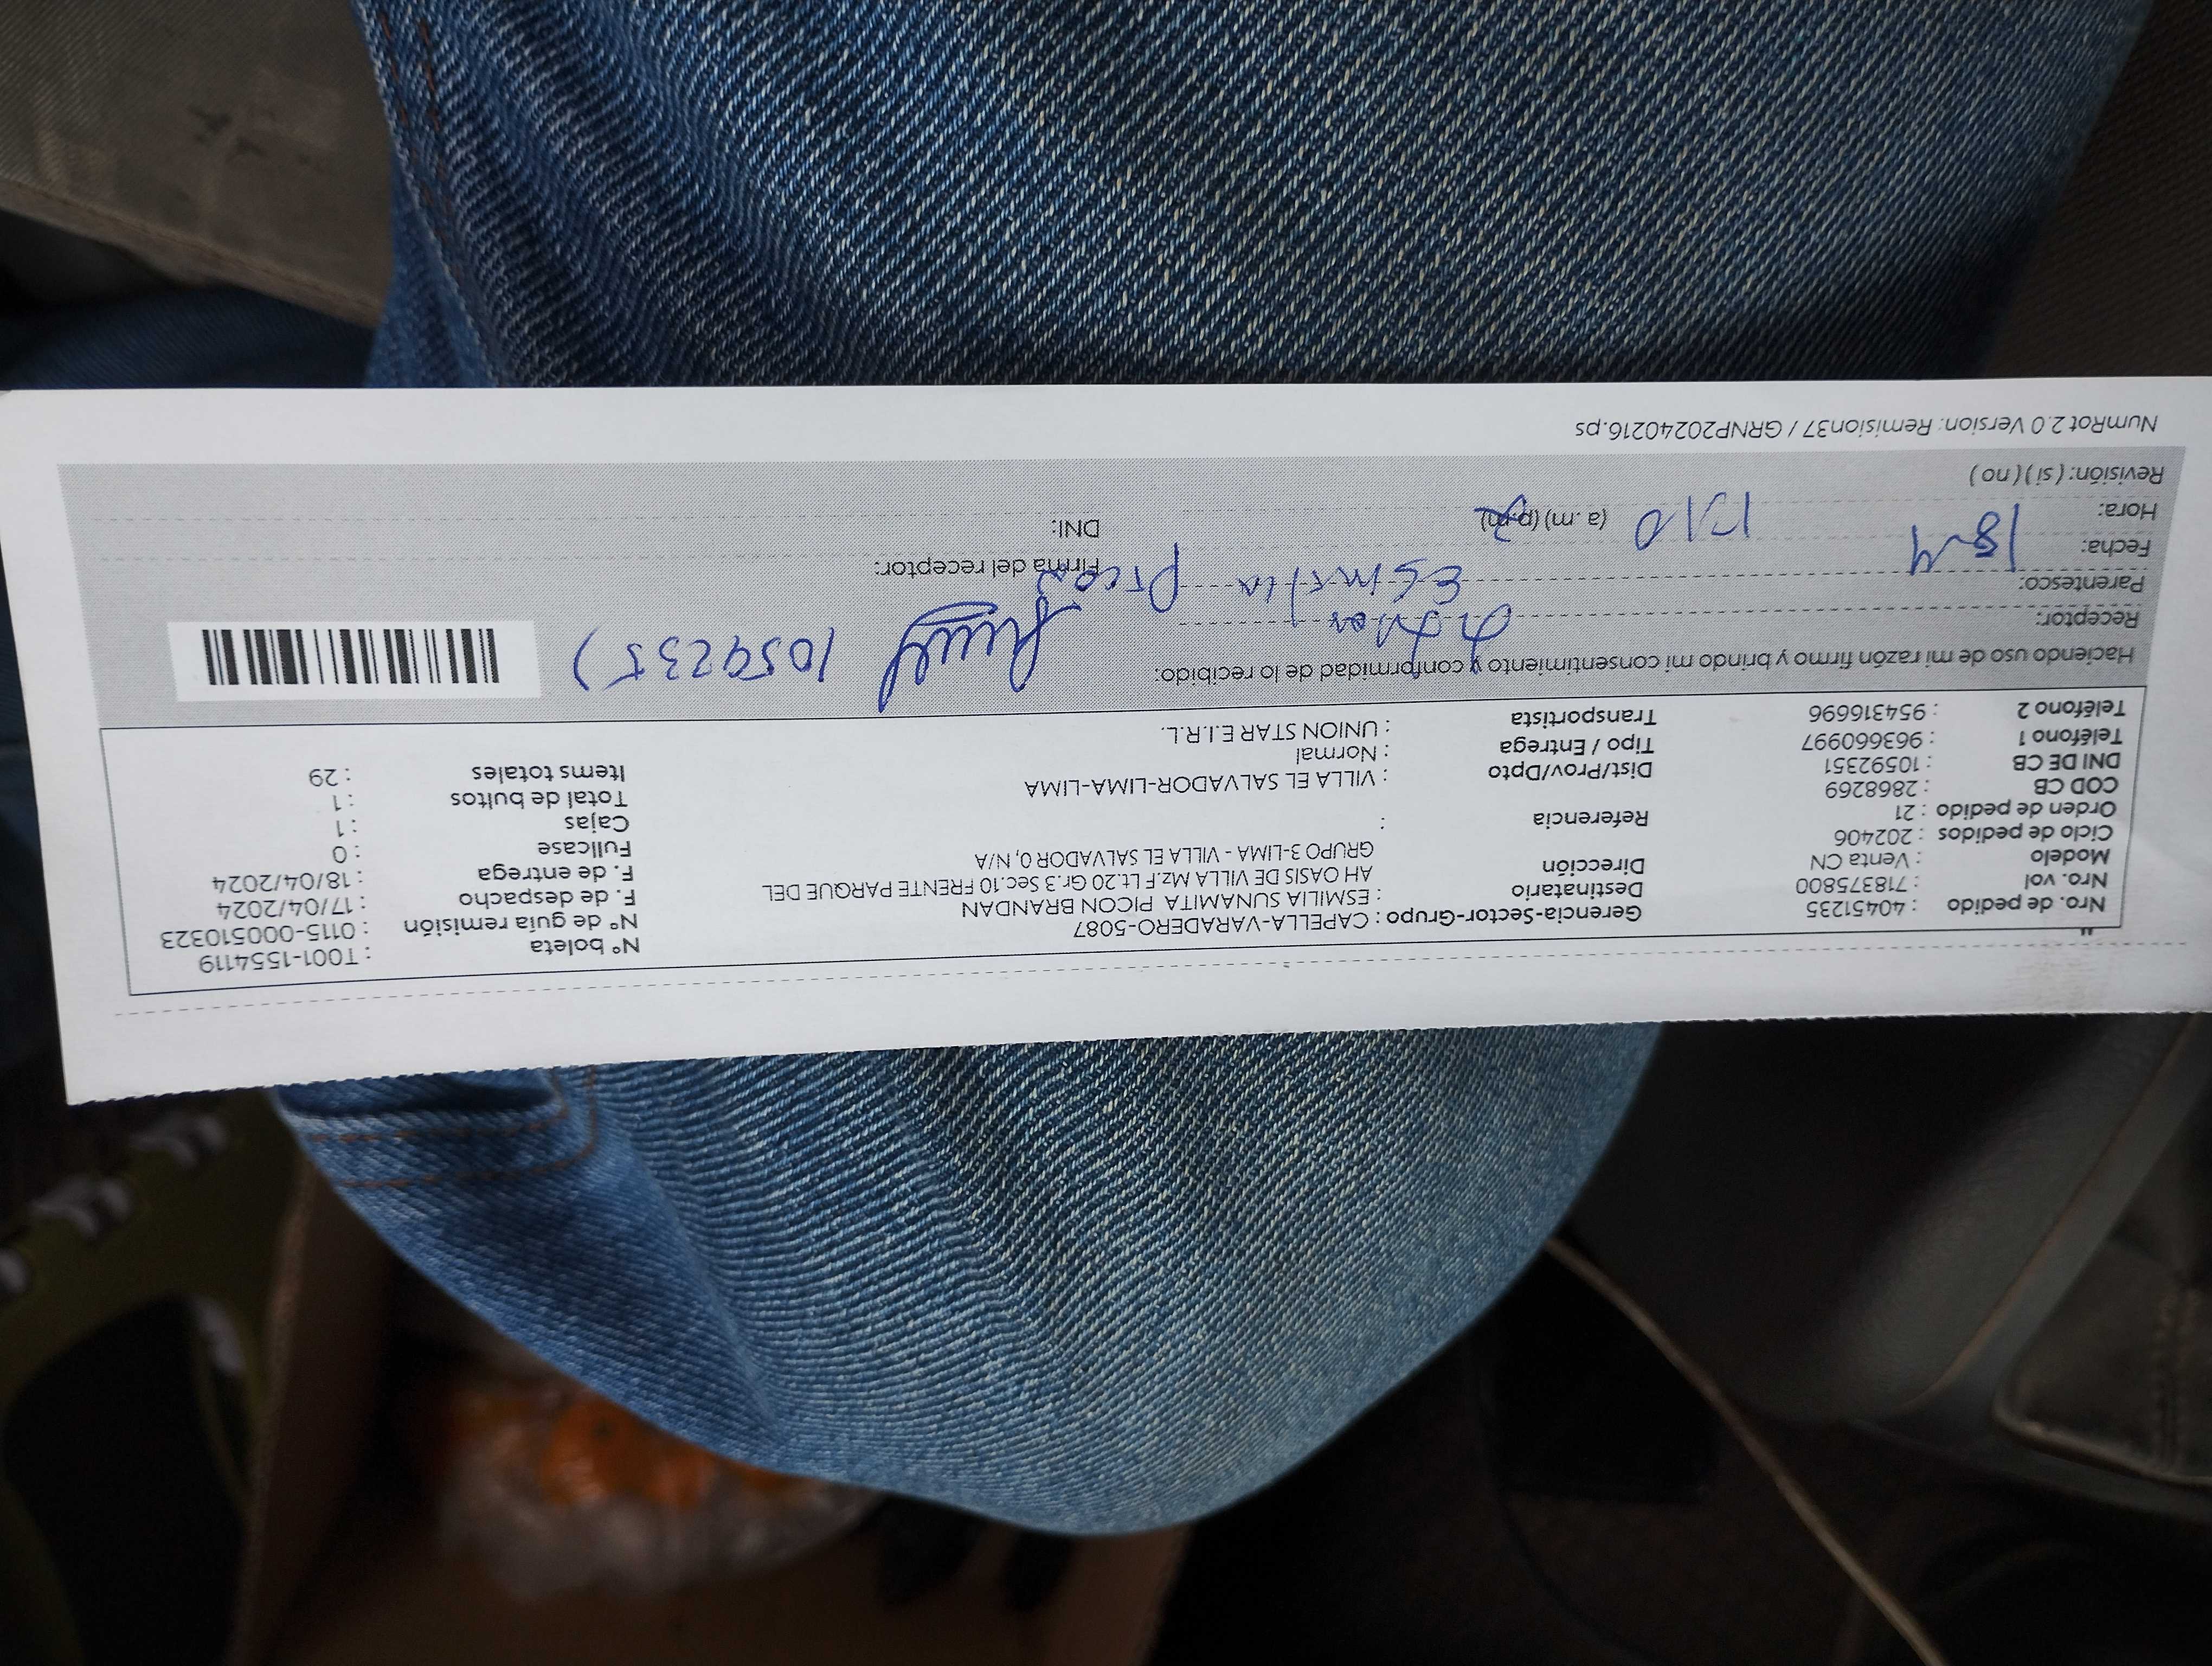 Nro. de pedido : 40451235
Nro. vol : 718375800
Modelo : Venta CN
Ciclo de pedidos : 202406
Orden de pedido : 21
COD CB : 2868269
DNI DE CB : 10592351
Teléfono 1 : 963660997
Teléfono 2 : 954316696
Gerencia-Sector-Grupo : CAPELLA-VARADERO-5087
Destinatario : ESMILIA SUNAMITA PICON BRANDAN
Dirección AH OASIS DE VILLA Mz.F Lt.20 Gr.3 Sec.10 FRENTE PARQUE DEL
GRUPO 3-LIMA - VILLA EL SALVADOR 0, N/A
Referencia :
Dist/Prov/Dpto : VILLA EL SALVADOR-LIMA-LIMA
Tipo / Entrega : Normal
Transportista : UNION STAR E.I.R.L.
N° boleta : T001-1554119
N° de guía remisión : 0115-000510323
F. de despacho : 17/04/2024
F. de entrega : 18/04/2024
Fullcase : 0
Cajas : 1
Total de bultos : 1
Items totales : 29
Haciendo uso de mi razón firmo y brindo mi consentimiento y conformidad de lo recibido:
Receptor:
Parentesco:
Picon
Fecha: 18-4
Hora: (a. m) (p.m)
Revisión: ( si ) ( no )
Firma del receptor:
DNI:
NumRot 2.0 Version: Remision37 / GRNP20240216.ps